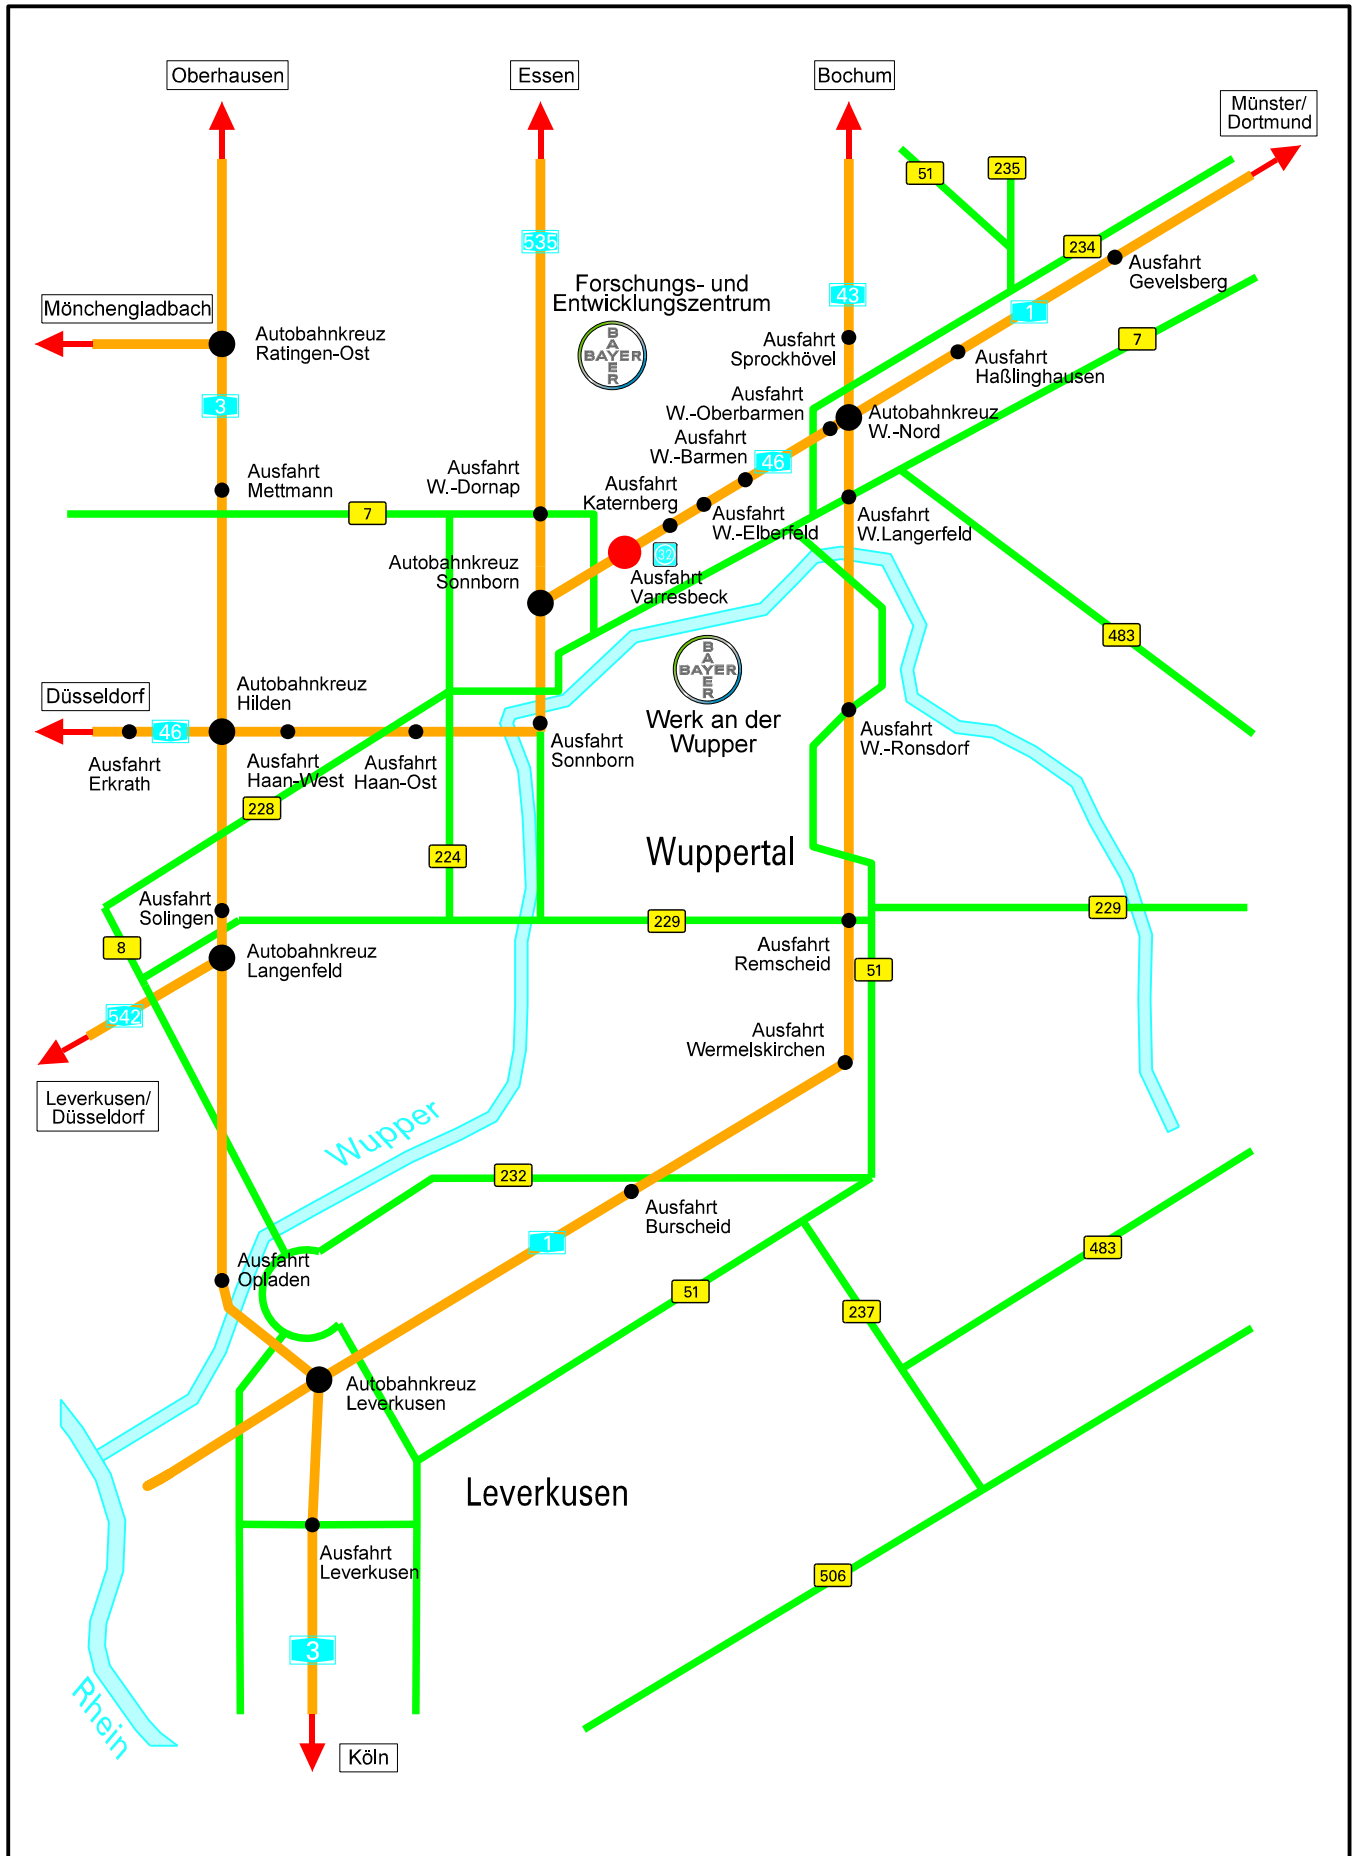 Oberhausen
Essen
Bochum
Münster/
Dortmund
51
235
234
535
Ausfahrt
Gevelsberg
Forschungs- und
Entwicklungszentrum
43
1
Mönchengladbach
Autobahnkreuz
Ratingen-Ost
BAYER
BAYER
Ausfahrt
Sprockhövel
7
Ausfahrt
Haßlinghausen
3
Ausfahrt
W.-Oberbarmen
Autobahnkreuz
W.-Nord
Ausfahrt
W.-Barmen
46
Ausfahrt
Mettmann
Ausfahrt
W.-Dornap
Ausfahrt
Katernberg
7
Ausfahrt
W.-Elberfeld
Ausfahrt
W.Langerfeld
Autobahnkreuz
Sonnborn
32
Ausfahrt
Varresbeck
483
BAYER
BAYER
Düsseldorf
Autobahnkreuz
Hilden
46
Werk an der
Wupper
Ausfahrt
W.-Ronsdorf
Ausfahrt
Erkrath
Ausfahrt
Haan-West
Ausfahrt
Haan-Ost
Ausfahrt
Sonnborn
228
224
Wuppertal
Ausfahrt
Solingen
229
229
8
Autobahnkreuz
Langenfeld
Ausfahrt
Remscheid
51
542
Ausfahrt
Wermelskirchen
Leverkusen/
Düsseldorf
Wupper
232
Ausfahrt
Burscheid
1
483
Ausfahrt
Opladen
51
237
Autobahnkreuz
Leverkusen
Leverkusen
Ausfahrt
Leverkusen
506
3
Rhein
Köln